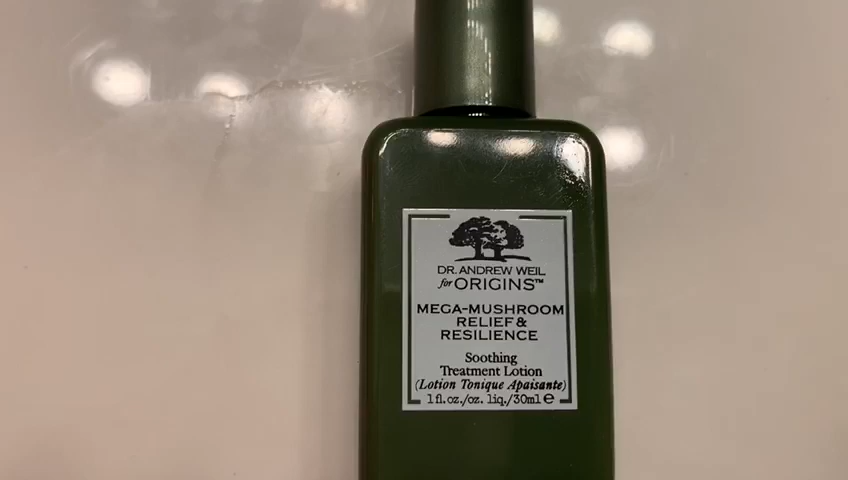 DR. ANDREW WEIL
for ORIGINS™
MEGA-MUSHROOM
RELIEF &
RESILIENCE
Soothing
Treatment Lotion
(Lotion Tonique Apaisante)
1 fl.oz./oz. liq./30ml e